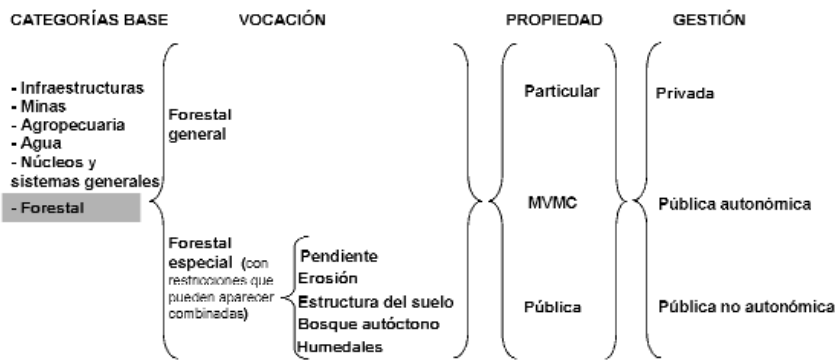 CATEGORÍAS BASE
VOCACIÓN
PROPIEDAD
GESTIÓN
- Infraestructuras
- Minas
- Agropecuaria
- Agua
- Núcleos y
sistemas generales
- Forestal
Forestal
general
Forestal
especial (con
restricciones que
pueden aparecer
combinadas)
Pendiente
Erosión
Estructura del suelo
Bosque autóctono
Humedales
Particular
MVMC
Pública
Privada
Pública autonómica
Pública no autonómica